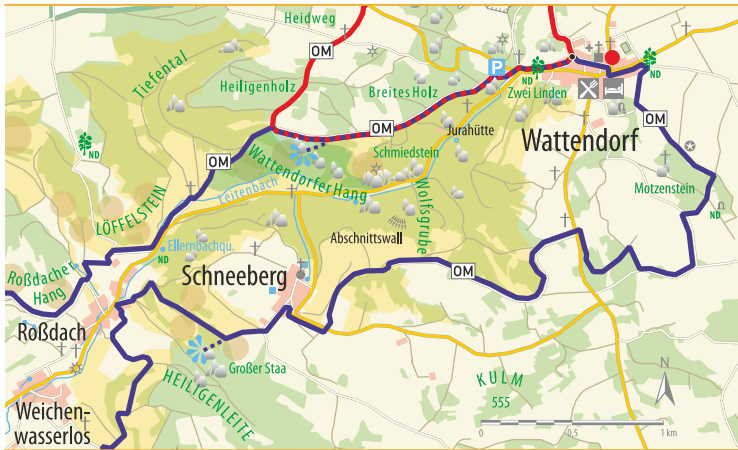 Heidweg
OM
Tiefental
Heiligenholz
P
Breites Holz
ND
Zwei Linden
ND
OM
Jurahütte
Wattendorf
OM
ND
OM
Wattendorfer Hang
Schmiedstein
Motzenstein
Leitenbach
Wolfsgrube
LÖFFELSTEIN
ND
Abschnittswall
Ellernbachqu.
ND
Roßdacher
Hang
Schneeberg
OM
Roßdach
Großer Staa
HEILIGENLEITE
KULM
555
N
Weichen-
wasserlos
0
0,5
1 km